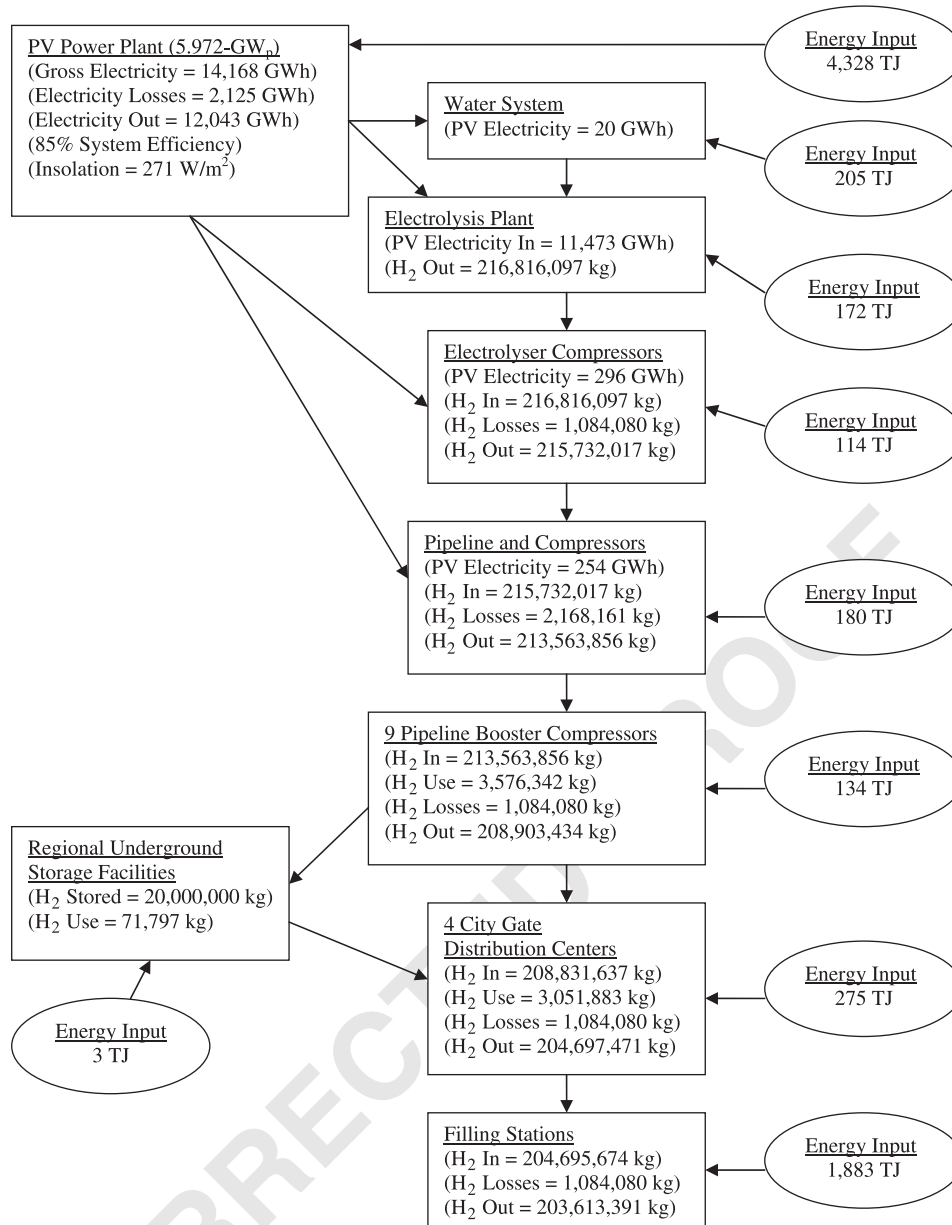 PV Power Plant (5.972-GWp)
(Gross Electricity = 14,168 GWh)
(Electricity Losses = 2,125 GWh)
(Electricity Out = 12,043 GWh)
(85% System Efficiency)
(Insolation = 271 W/m²)
Energy Input
4,328 TJ
Water System
(PV Electricity = 20 GWh)
Energy Input
205 TJ
Electrolysis Plant
(PV Electricity In = 11,473 GWh)
(H₂ Out = 216,816,097 kg)
Energy Input
172 TJ
Electrolyser Compressors
(PV Electricity = 296 GWh)
(H₂ In = 216,816,097 kg)
(H₂ Losses = 1,084,080 kg)
(H₂ Out = 215,732,017 kg)
Energy Input
114 TJ
Pipeline and Compressors
(PV Electricity = 254 GWh)
(H₂ In = 215,732,017 kg)
(H₂ Losses = 2,168,161 kg)
(H₂ Out = 213,563,856 kg)
Energy Input
180 TJ
9 Pipeline Booster Compressors
(H₂ In = 213,563,856 kg)
(H₂ Use = 3,576,342 kg)
(H₂ Losses = 1,084,080 kg)
(H₂ Out = 208,903,434 kg)
Energy Input
134 TJ
Regional Underground
Storage Facilities
(H₂ Stored = 20,000,000 kg)
(H₂ Use = 71,797 kg)
Energy Input
3 TJ
4 City Gate
Distribution Centers
(H₂ In = 208,831,637 kg)
(H₂ Use = 3,051,883 kg)
(H₂ Losses = 1,084,080 kg)
(H₂ Out = 204,697,471 kg)
Energy Input
275 TJ
Filling Stations
(H₂ In = 204,695,674 kg)
(H₂ Losses = 1,084,080 kg)
(H₂ Out = 203,613,391 kg)
Energy Input
1,883 TJ